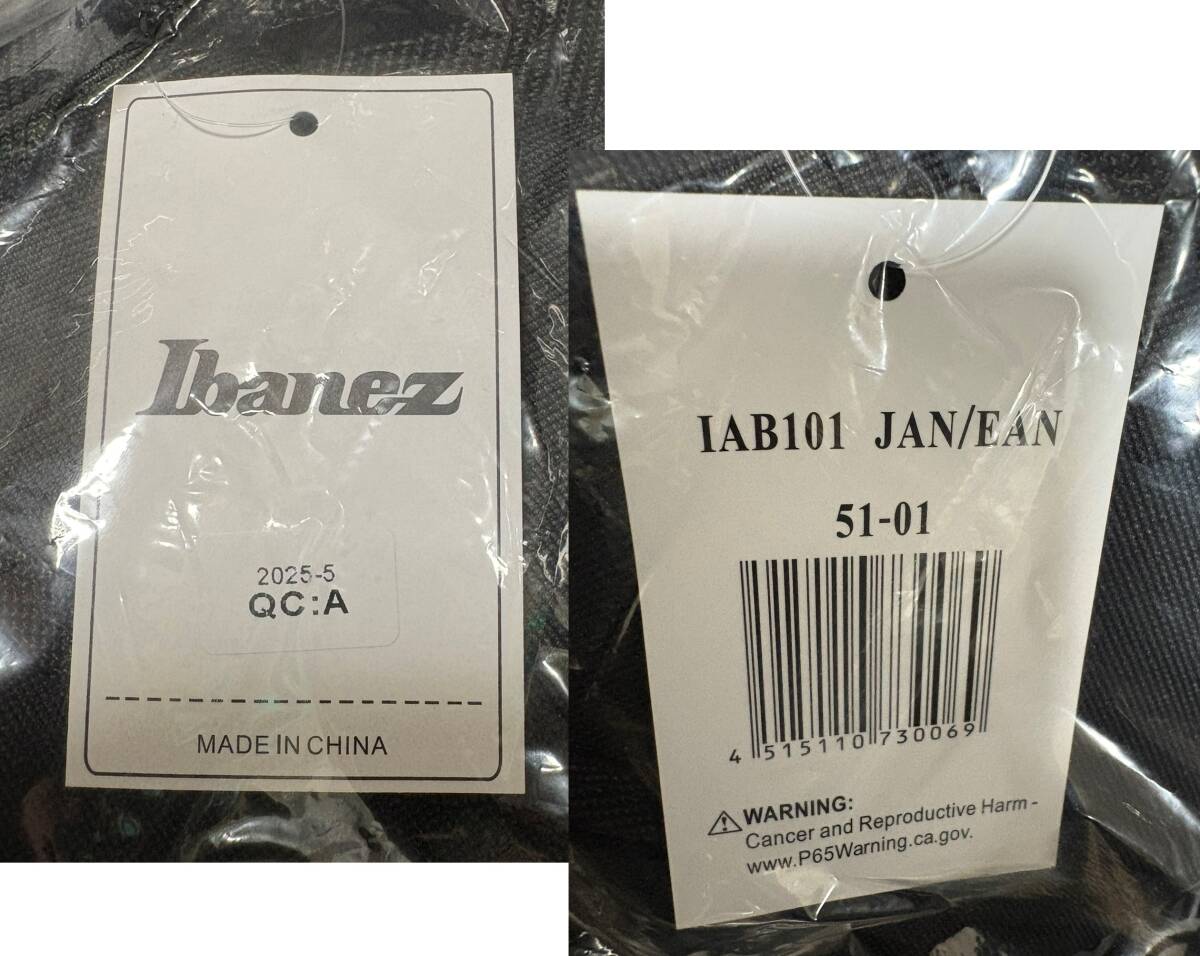 Ibanez
2025-5
QC:A
MADE IN CHINA
IAB101 JAN/EAN
51-01
4 515110 730069
WARNING:
Cancer and Reproductive Harm -
www.P65Warning.ca.gov.